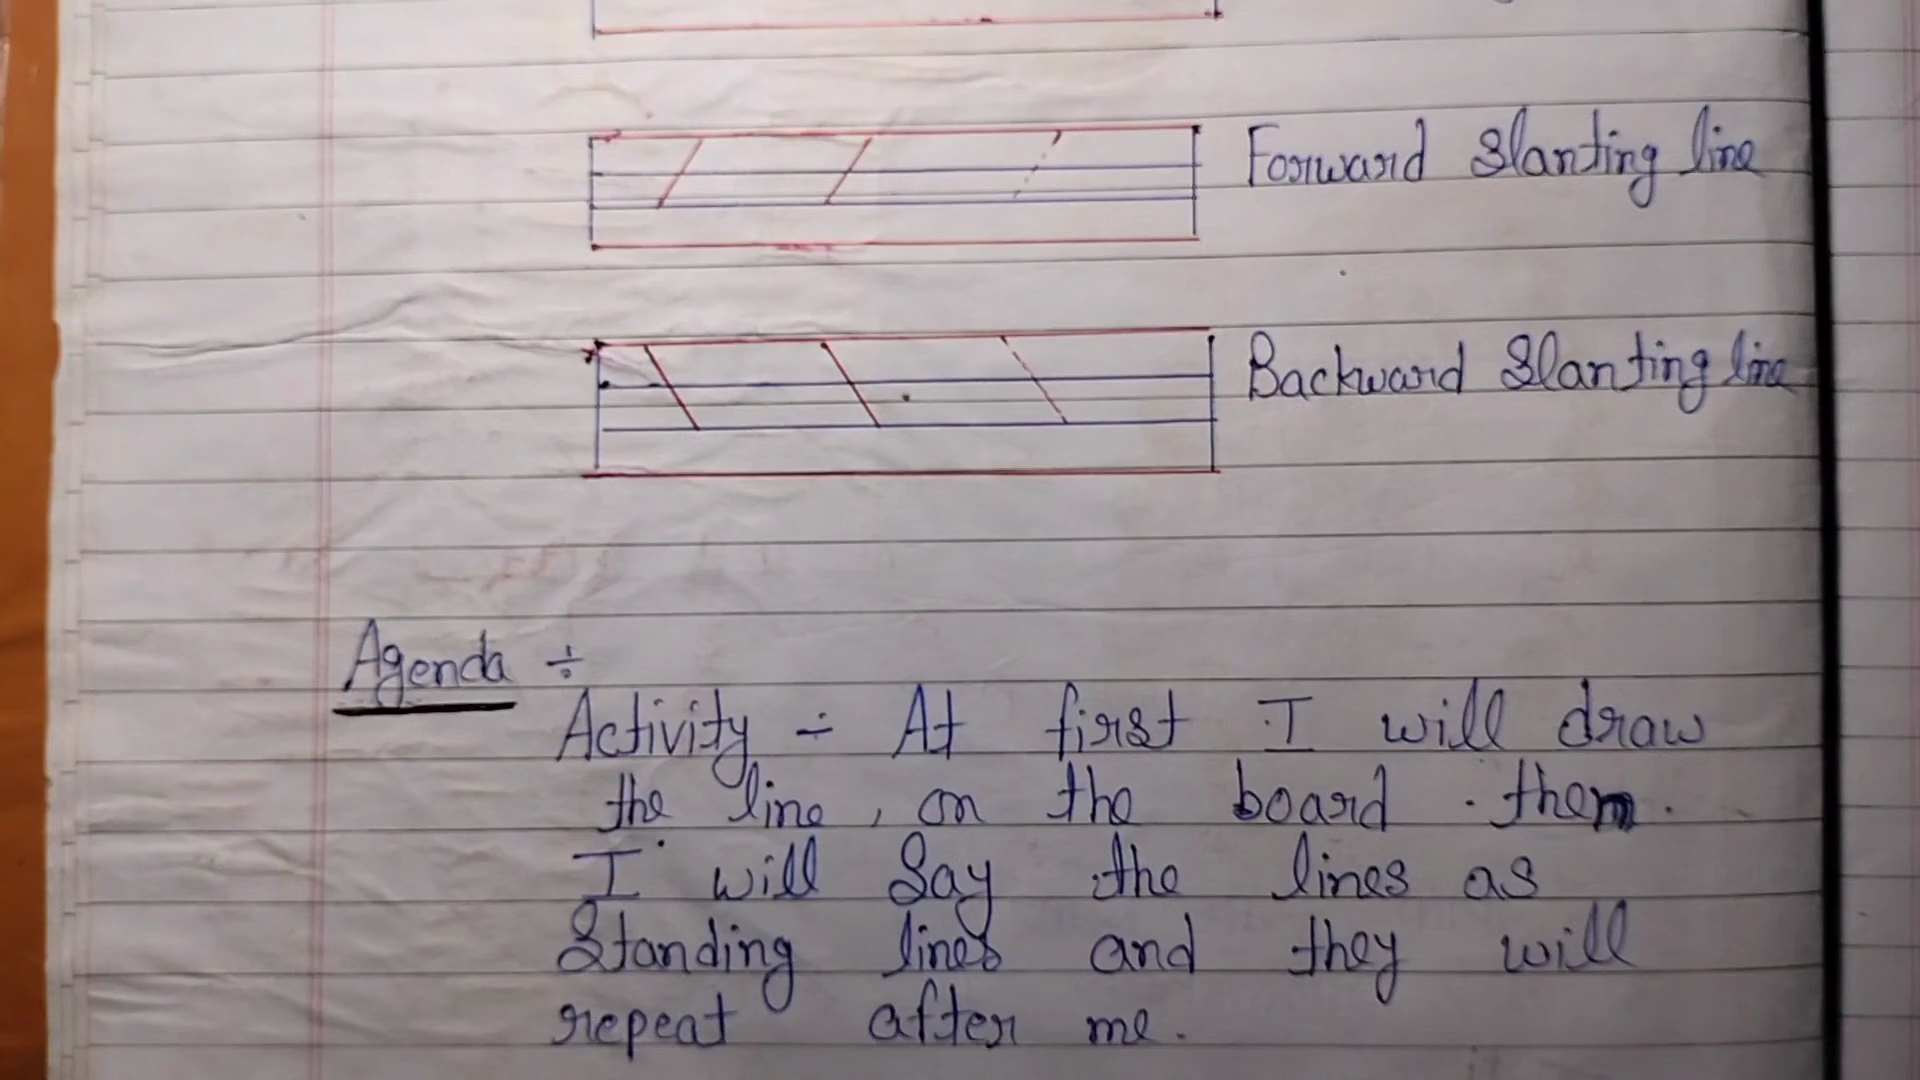 Forward Slanting line
Backward Slanting line
Agenda ÷
Activity ÷ At first I will draw
the line, on the board. then.
I will Say the lines as
Standing lines and they will
repeat after me.